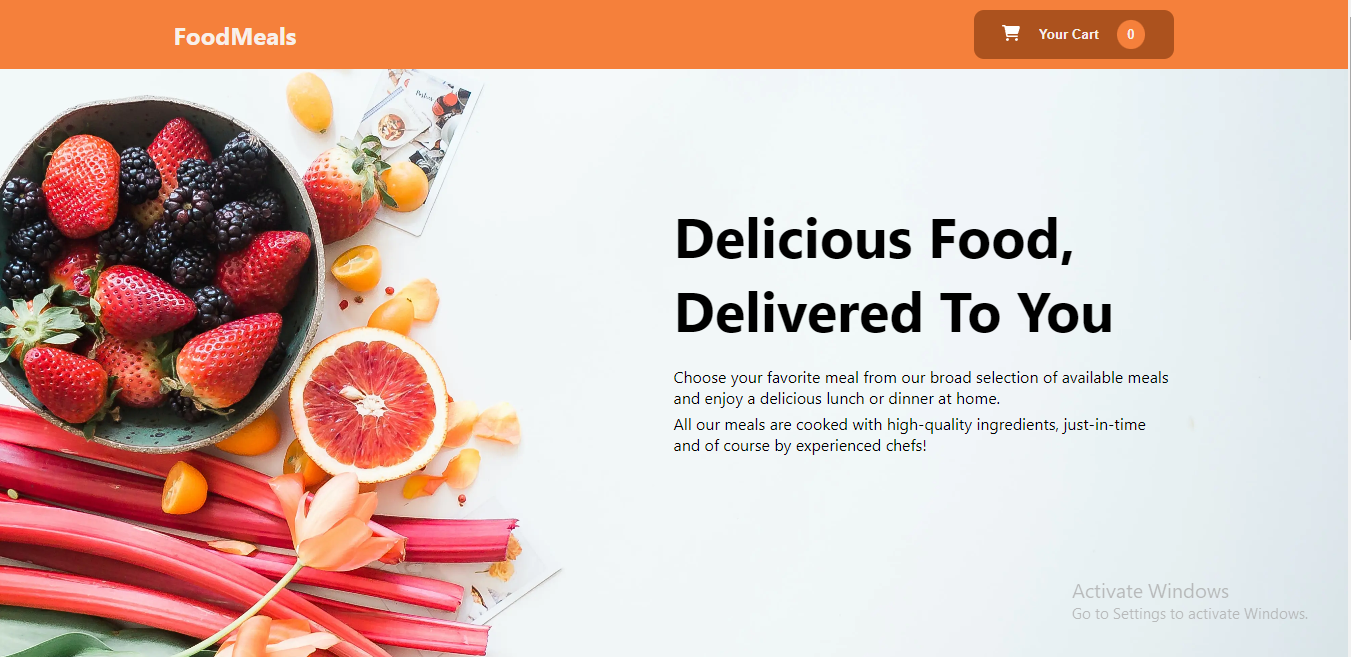 FoodMeals
Your Cart 0
Delicious Food,
Delivered To You
Choose your favorite meal from our broad selection of available meals
and enjoy a delicious lunch or dinner at home.
All our meals are cooked with high-quality ingredients, just-in-time
and of course by experienced chefs!
Activate Windows
Go to Settings to activate Windows.